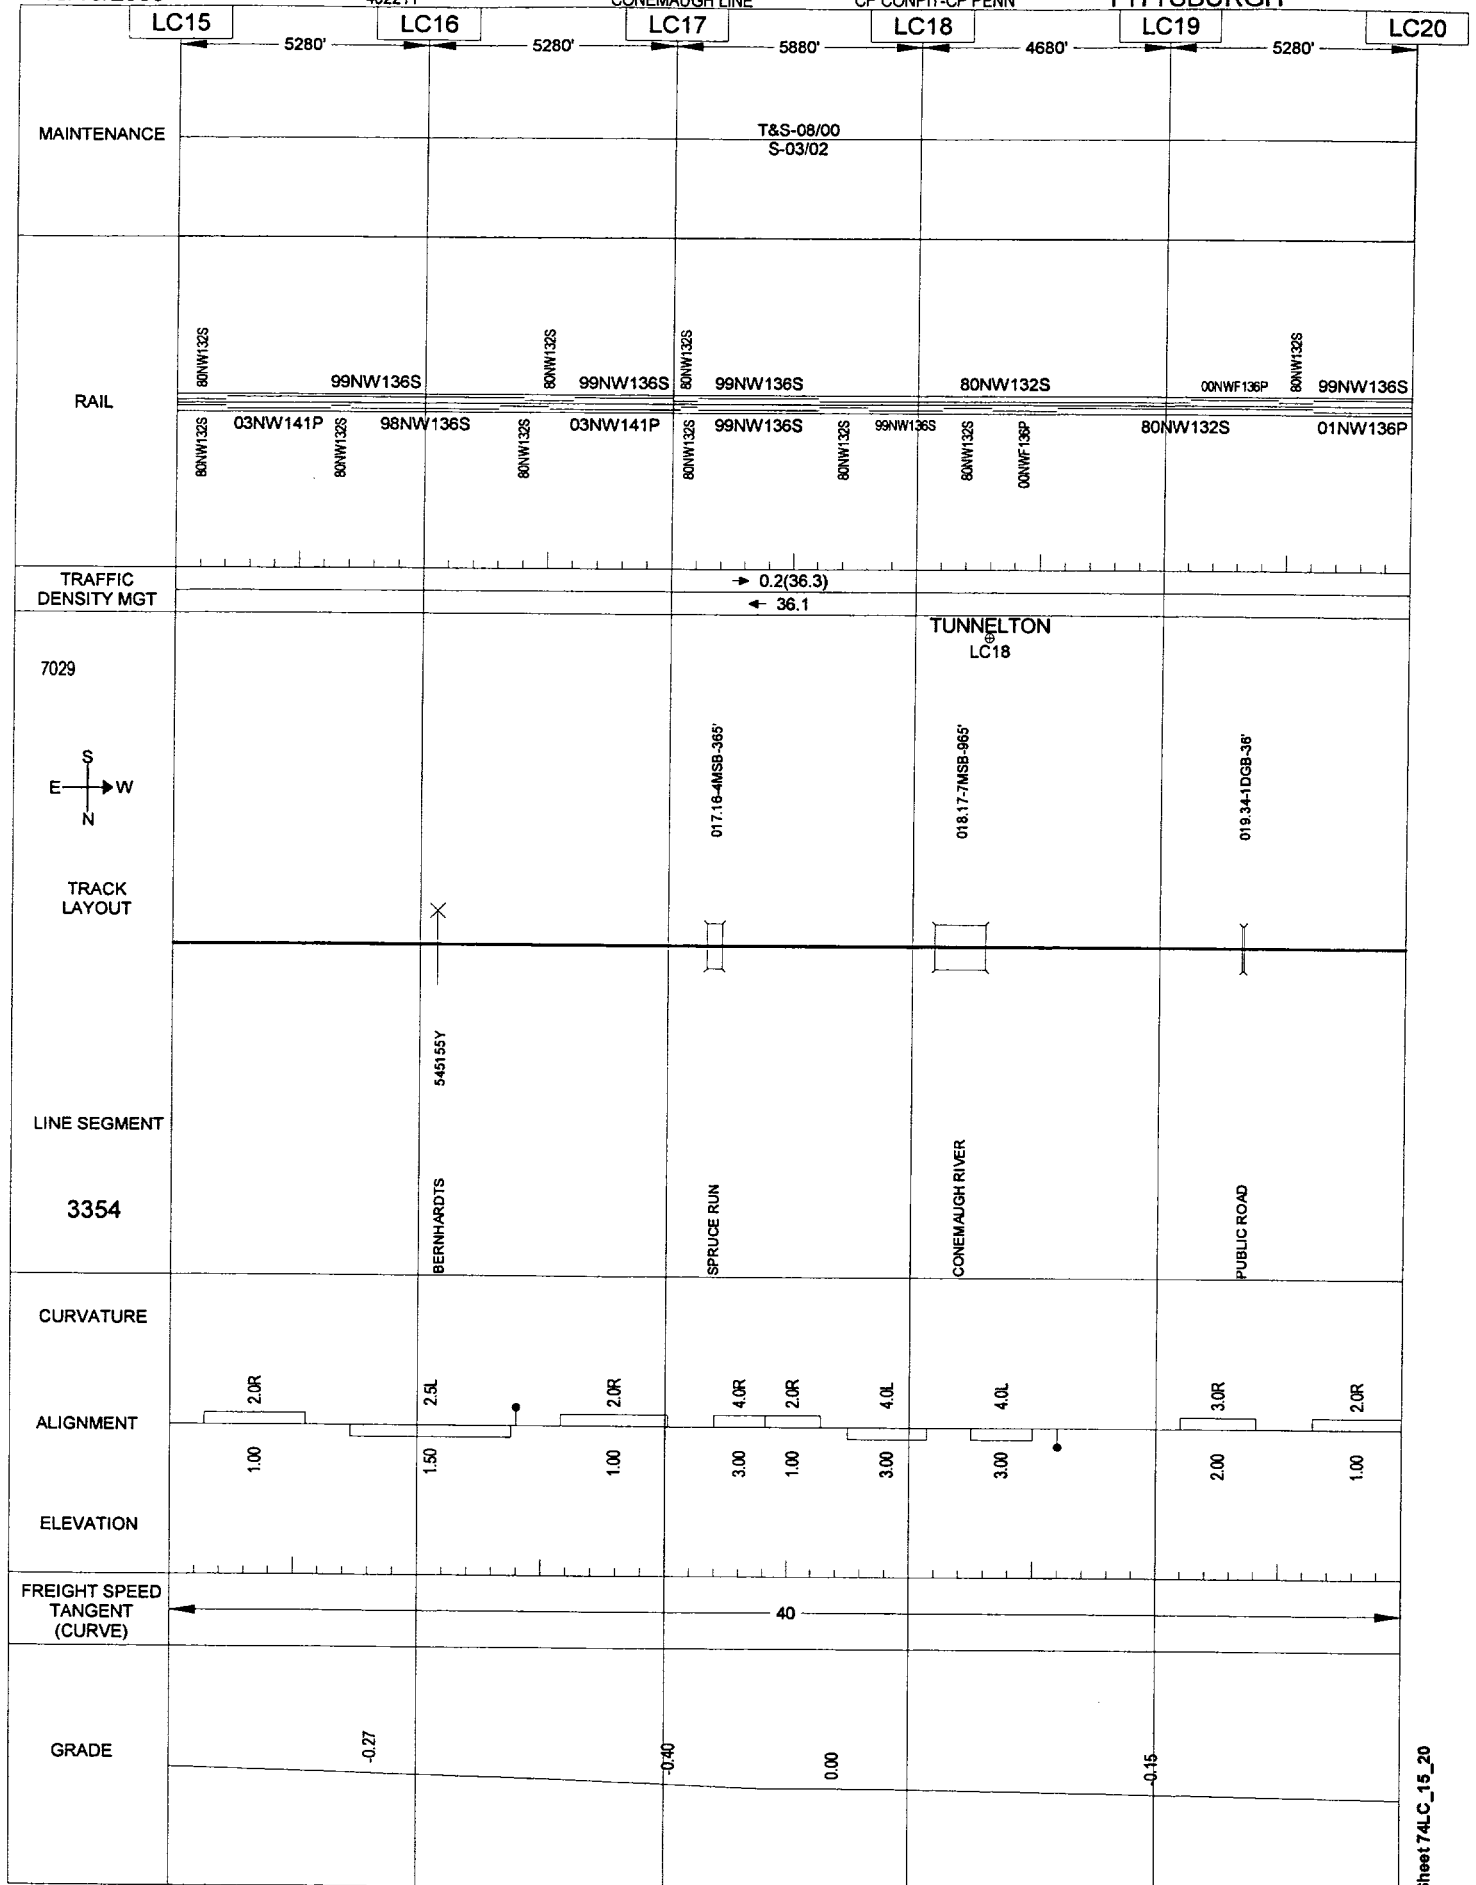 CONEMAUGH LINE
CP CONPIT-CP PENN
PITTSBURGH
LC15 LC16 LC17 LC18 LC19 LC20
5280' 5280' 5880' 4680' 5280'
MAINTENANCE
T&S-08/00
S-03/02
RAIL
80NW132S 80NW132S 80NW132S 80NW132S
99NW136S 99NW136S 99NW136S 80NW132S 00NWF136P 99NW136S
03NW141P 98NW136S 03NW141P 99NW136S 99NW136S 80NW132S 01NW136P
80NW132S 80NW132S 80NW132S 80NW132S 80NW132S 80NW132S 00NWF136P
TRAFFIC
DENSITY MGT
→ 0.2(36.3)
← 36.1
TUNNELTON
LC18
7029
S
E W
N
017.16-4MSB-365'
018.17-7MSB-965'
019.34-1DGB-36'
TRACK
LAYOUT
545155Y
LINE SEGMENT
3354
BERNHARDTS
SPRUCE RUN
CONEMAUGH RIVER
PUBLIC ROAD
CURVATURE
2.0R 2.5L 2.0R 4.0R 2.0R 4.0L 4.0L 3.0R 2.0R
ALIGNMENT
1.00 1.50 1.00 3.00 1.00 3.00 3.00 2.00 1.00
ELEVATION
FREIGHT SPEED
TANGENT
(CURVE)
40
GRADE
-0.27 -0.40 0.00 -0.15
Sheet 74LC_15_20